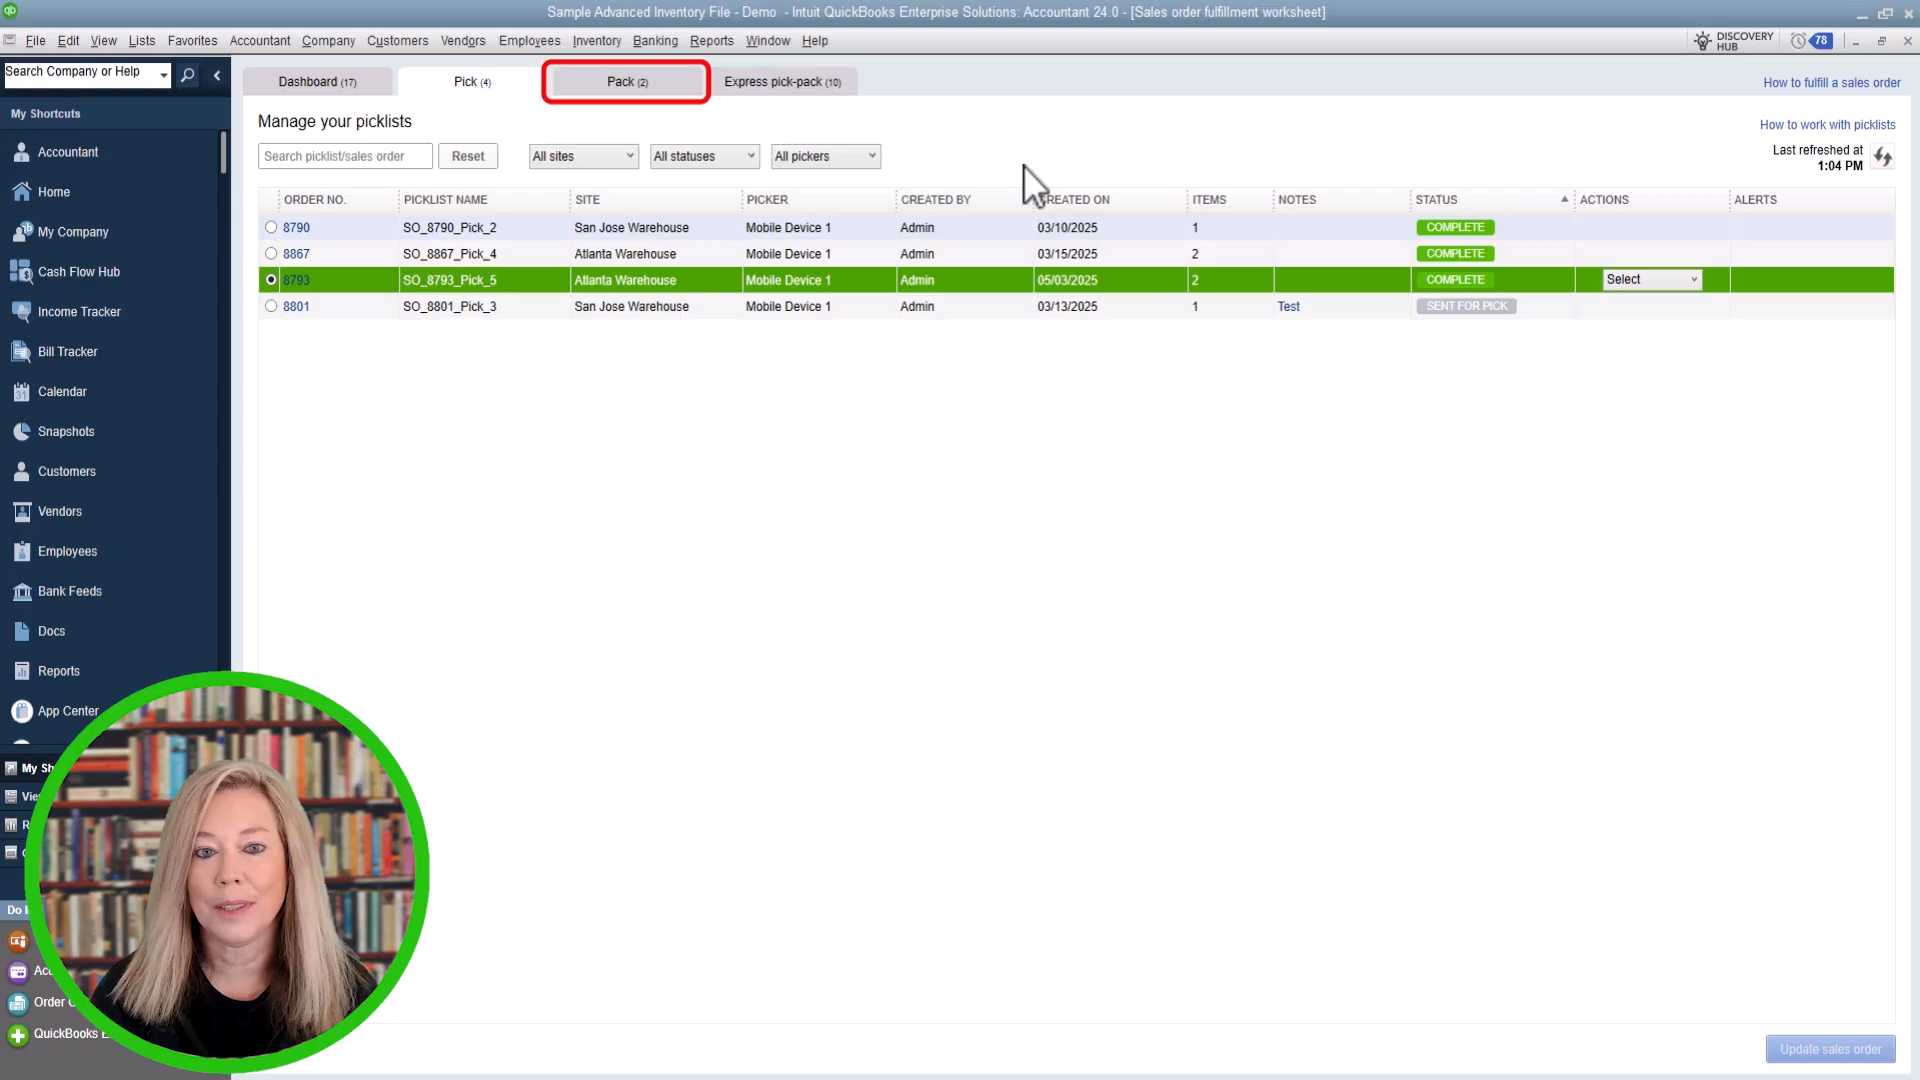 qb
Sample Advanced Inventory File - Demo - Intuit QuickBooks Enterprise Solutions: Accountant 24.0 - [Sales order fulfillment worksheet]
File Edit View Lists Favorites Accountant Company Customers Vendors Employees Inventory Banking Reports Window Help
DISCOVERY HUB 78
Search Company or Help
Dashboard (17) Pick (4) Pack (2) Express pick-pack (10)
How to fulfill a sales order
My Shortcuts
Accountant
Home
My Company
Cash Flow Hub
Income Tracker
Bill Tracker
31 Calendar
Snapshots
Customers
Vendors
Employees
Bank Feeds
Docs
Reports
App Center
My Sh
Vie
R
Do
Acc
Order
QuickBooks E
Manage your picklists
How to work with picklists
Search picklist/sales order Reset All sites All statuses All pickers
Last refreshed at
1:04 PM
ORDER NO. PICKLIST NAME SITE PICKER CREATED BY REATED ON ITEMS NOTES STATUS ACTIONS ALERTS
8790 SO_8790_Pick_2 San Jose Warehouse Mobile Device 1 Admin 03/10/2025 1 COMPLETE
8867 SO_8867_Pick_4 Atlanta Warehouse Mobile Device 1 Admin 03/15/2025 2 COMPLETE
8793 SO_8793_Pick_5 Atlanta Warehouse Mobile Device 1 Admin 05/03/2025 2 COMPLETE Select
8801 SO_8801_Pick_3 San Jose Warehouse Mobile Device 1 Admin 03/13/2025 1 Test SENT FOR PICK
Update sales order